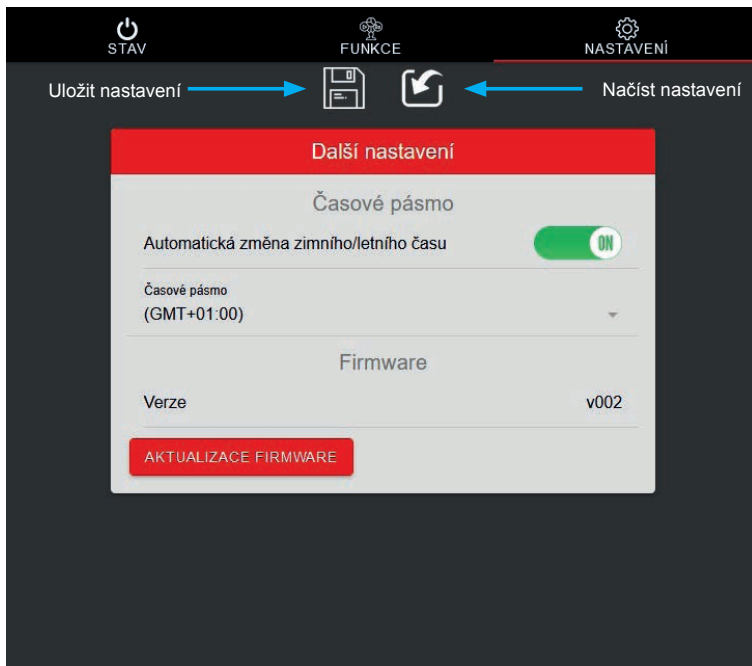 STAV
FUNKCE
NASTAVENÍ
Uložit nastavení
Načíst nastavení
Další nastavení
Časové pásmo
Automatická změna zimního/letního času
ON
Časové pásmo
(GMT+01:00)
Firmware
Verze
v002
AKTUALIZACE FIRMWARE